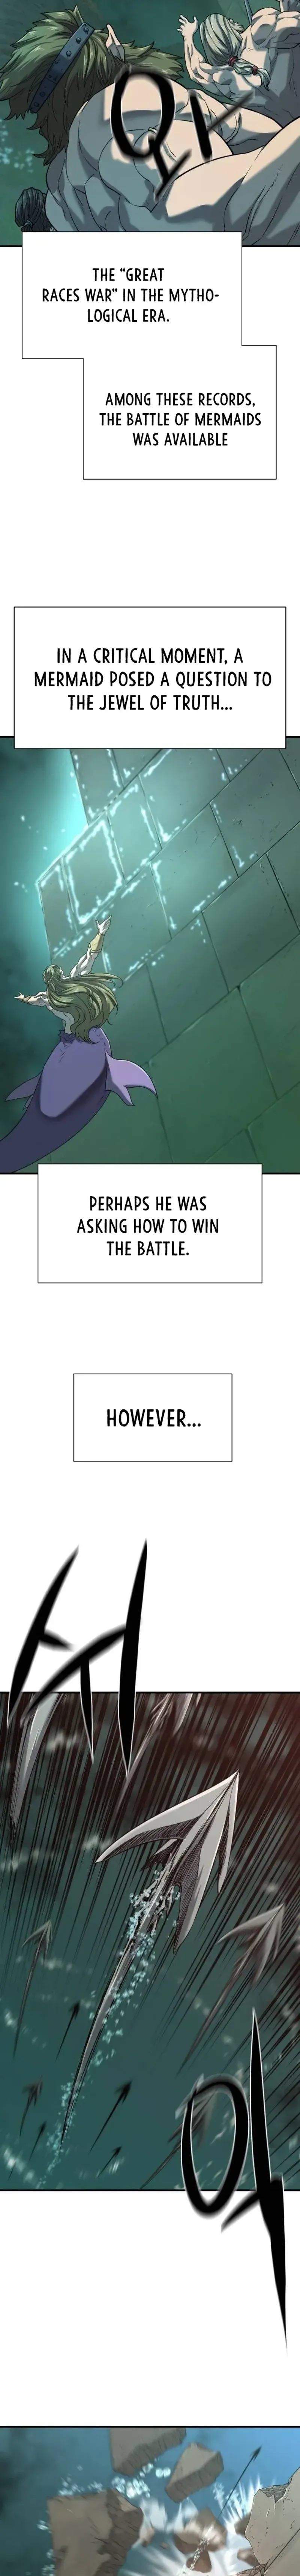 와
THE "GREAT
RACES WAR" IN THE MYTHO-
LOGICAL ERA.
AMONG THESE RECORDS,
THE BATTLE OF MERMAIDS
WAS AVAILABLE
IN A CRITICAL MOMENT, A
MERMAID POSED A QUESTION TO
THE JEWEL OF TRUTH...
PERHAPS HE WAS
ASKING HOW TO WIN
THE BATTLE.
HOWEVER...